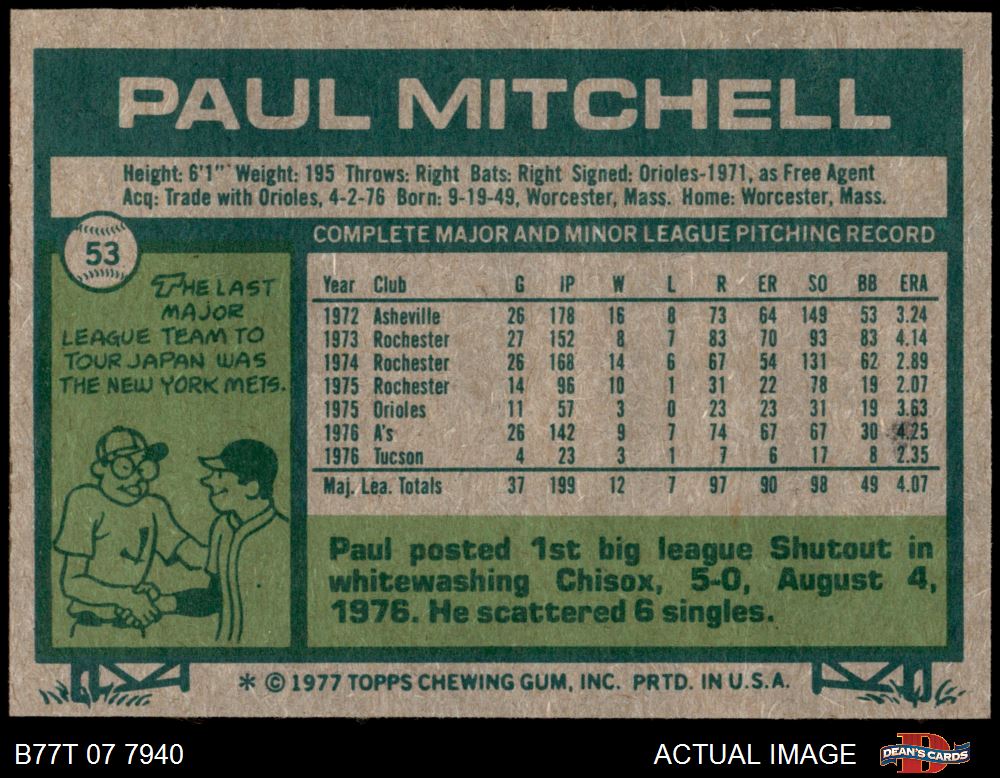 PAUL MITCHELL
Height: 6'1" Weight: 195 Throws: Right Bats: Right Signed: Orioles-1971, as Free Agent
Acq: Trade with Orioles, 4-2-76 Born: 9-19-49, Worcester, Mass. Home: Worcester, Mass.
53
THE LAST
MAJOR
LEAGUE TEAM TO
TOUR JAPAN WAS
THE NEW YORK METS.
J
COMPLETE MAJOR AND MINOR LEAGUE PITCHING RECORD
Year Club G IP W L R ER SO BB ERA
1972 Asheville 26 178 16 8 73 64 149 53 3.24
1973 Rochester 27 152 8 7 83 70 93 83 4.14
1974 Rochester 26 168 14 6 67 54 131 62 2.89
1975 Rochester 14 96 10 1 31 22 78 19 2.07
1975 Orioles 11 57 3 0 23 23 31 19 3.63
1976 A's 26 142 9 7 74 67 67 30 4.25
1976 Tucson 4 23 3 1 7 6 17 8 2.35
Maj. Lea. Totals 37 199 12 7 97 90 98 49 4.07
Paul posted 1st big league Shutout in
whitewashing Chisox, 5-0, August 4,
1976. He scattered 6 singles.
* © 1977 TOPPS CHEWING GUM, INC. PRTD. IN U.S.A.
B77T 07 7940
ACTUAL IMAGE
DEAN'S CARDS